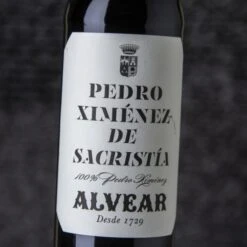 PEDRO
XIMÉNEZ
DE
SACRISTÍA
100% Pedro Ximénez
ALVEAR
Desde 1729